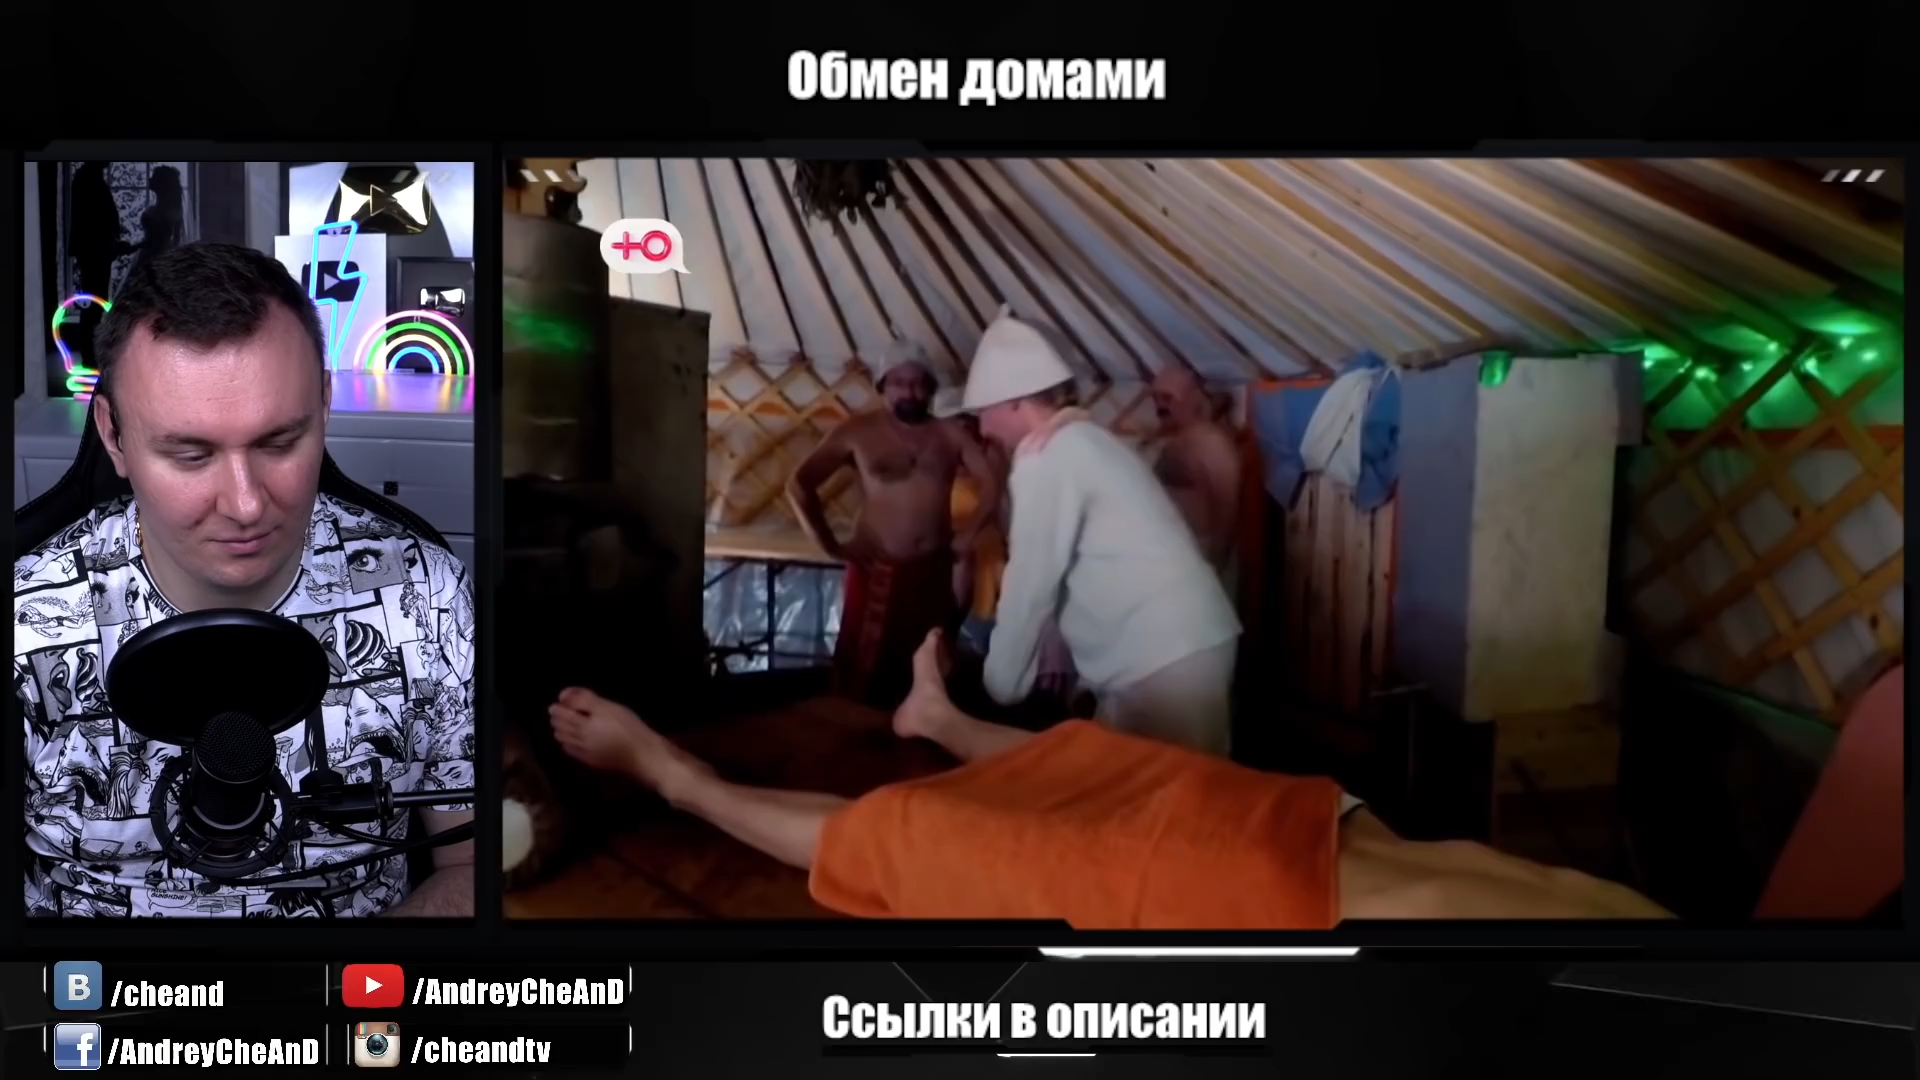 Обмен домами
Ю
/cheand
/AndreyCheAnD
/AndreyCheAnD
/cheandtv
Ссылки в описании